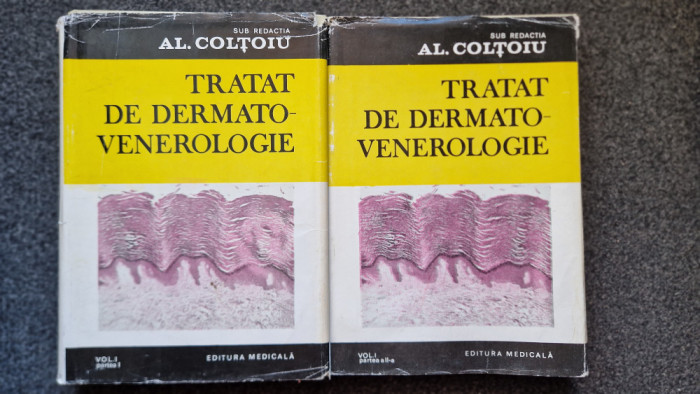 SUB REDACTIA
AL. COLȚOIU
TRATAT
DE DERMATO-
VENEROLOGIE
VOL. I
partea I
EDITURA MEDICALĂ
SUB REDACTIA
AL. COLȚOIU
TRATAT
DE DERMATO-
VENEROLOGIE
VOL. I
partea a II-a
EDITURA MEDICALĂ